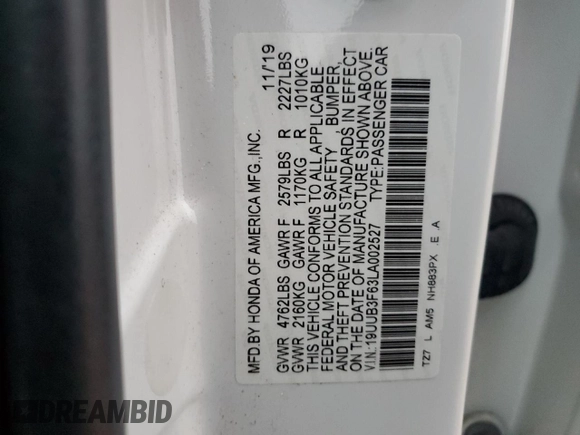 MFD.BY HONDA OF AMERICA MFG.,INC. 11/19
GVWR 4762LBS GAWR F 2579LBS R 2227LBS
GVWR 2160KG GAWR F 1170KG R 1010KG
THIS VEHICLE CONFORMS TO ALL APPLICABLE
FEDERAL MOTOR VEHICLE SAFETY , BUMPER,
AND THEFT PREVENTION STANDARDS IN EFFECT
ON THE DATE OF MANUFACTURE SHOWN ABOVE.
V.I.N.:19UUB3F63LA002527 TYPE:PASSENGER CAR
TZ27 L AM5 NH883PX .E .A
DREAMBID